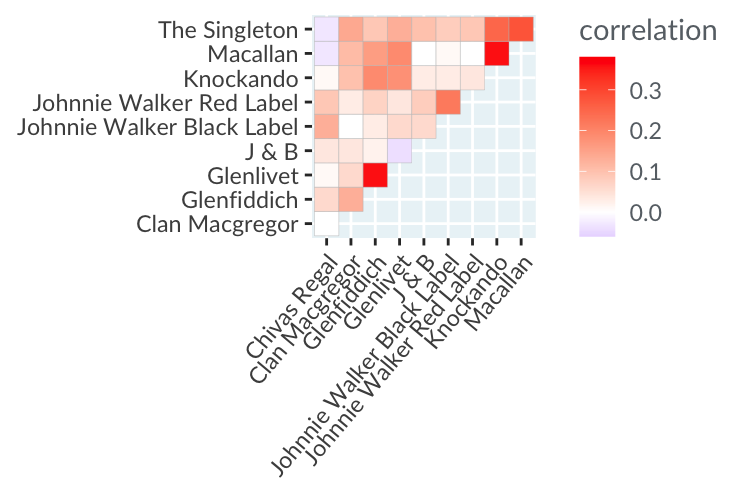 The Singleton
Macallan
Knockando
Johnnie Walker Red Label
Johnnie Walker Black Label
J & B
Glenlivet
Glenfiddich
Clan Macgregor
Chivas Regal
Clan Macgregor
Glenfiddich
Glenlivet
J & B
Johnnie Walker Black Label
Johnnie Walker Red Label
Knockando
Macallan
correlation
0.3
0.2
0.1
0.0